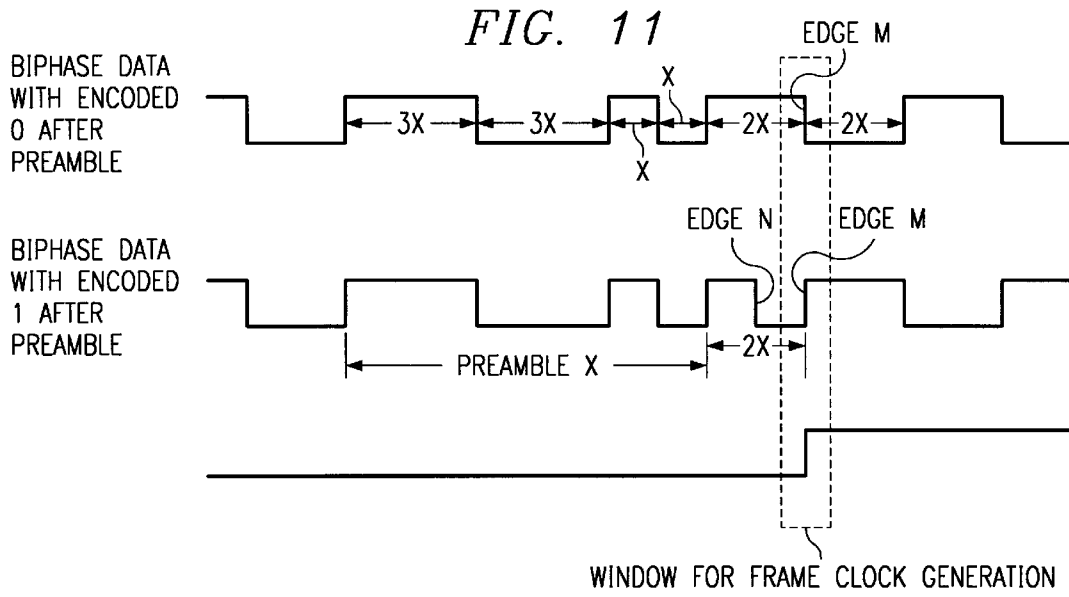 FIG. 11
EDGE M
BIPHASE DATA
WITH ENCODED
0 AFTER
PREAMBLE
X
3X
3X
2X
2X
X
EDGE N
EDGE M
BIPHASE DATA
WITH ENCODED
1 AFTER
PREAMBLE
2X
PREAMBLE X
WINDOW FOR FRAME CLOCK GENERATION